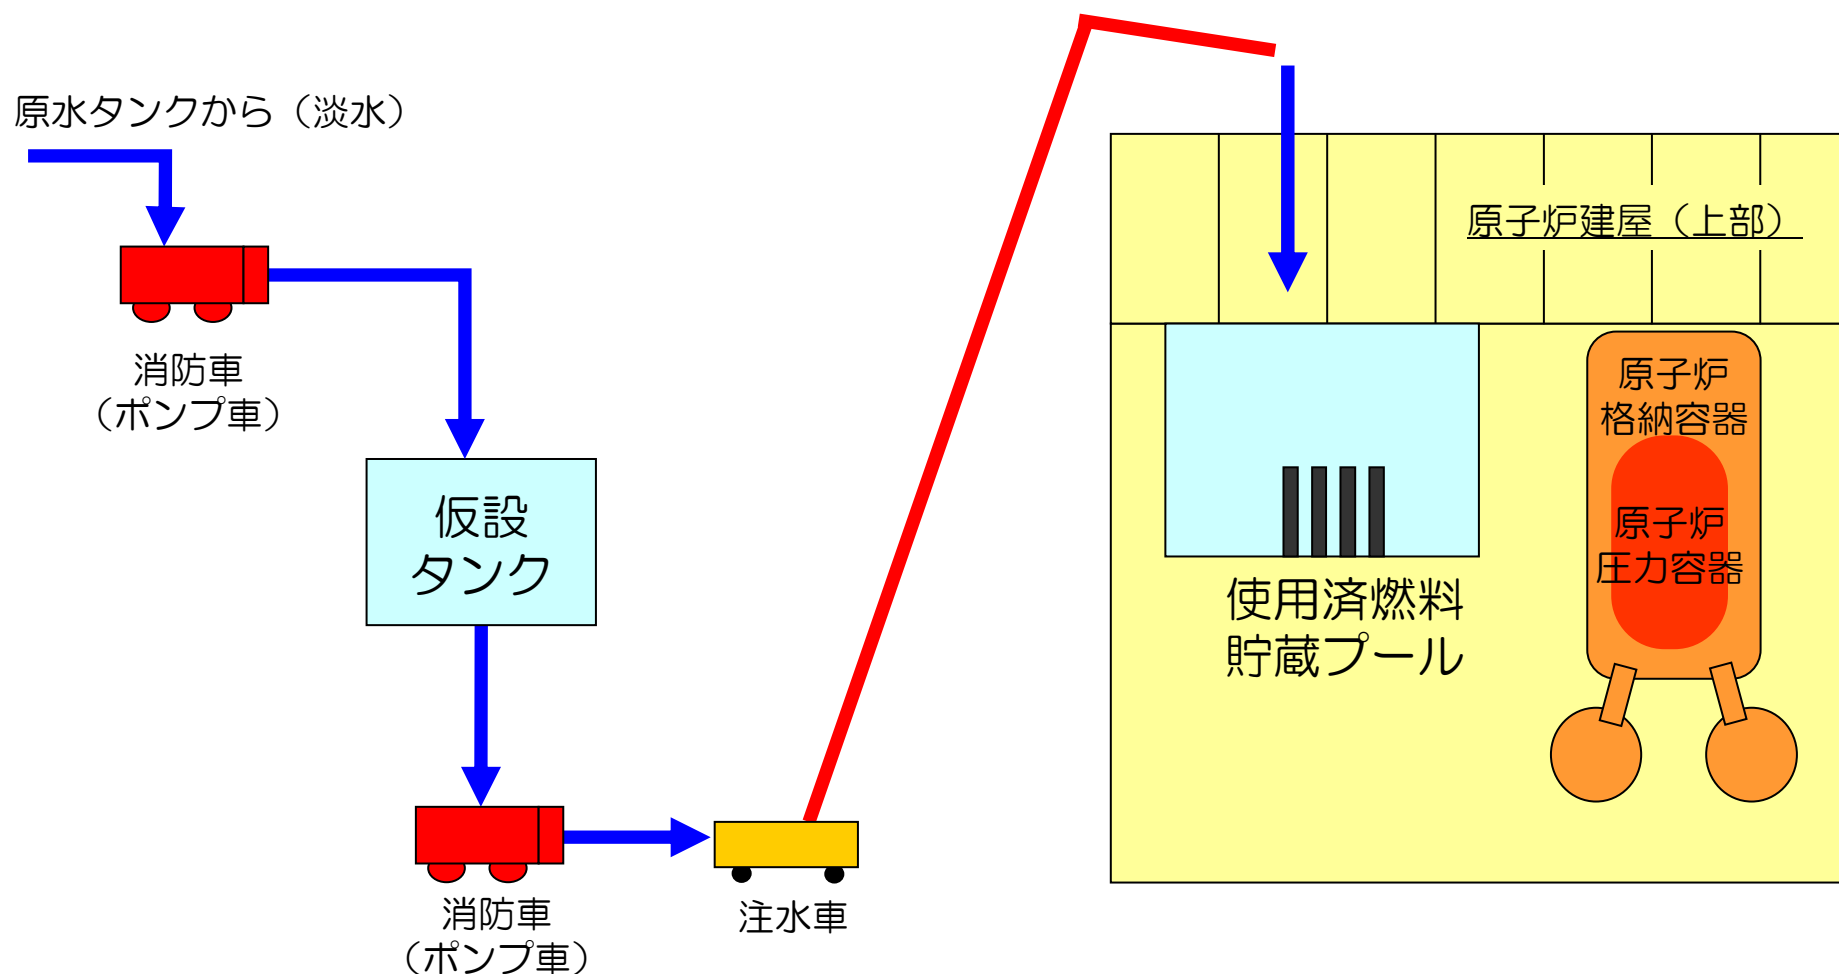 原水タンクから（淡水）
消防車
（ポンプ車）
仮設
タンク
消防車
（ポンプ車）
注水車
原子炉建屋（上部）
使用済燃料
貯蔵プール
原子炉
格納容器
原子炉
圧力容器